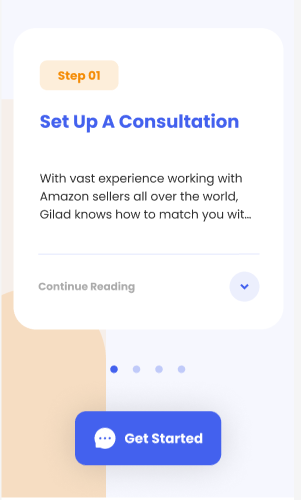 Step 01
Set Up A Consultation
With vast experience working with
Amazon sellers all over the world,
Gilad knows how to match you wit...
Continue Reading
Get Started